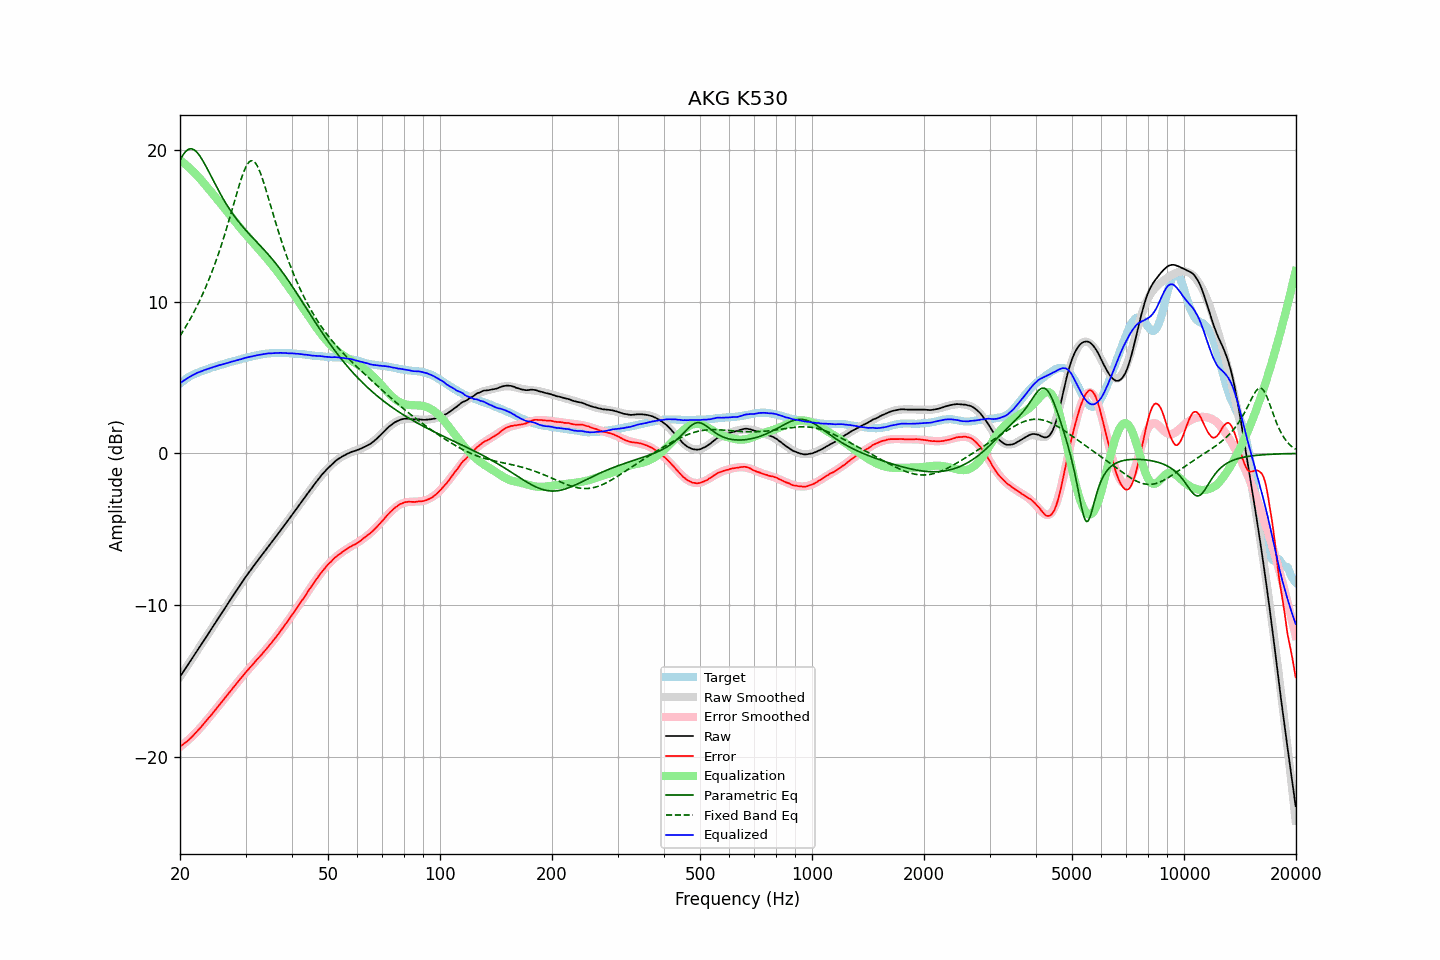 AKG K530
Amplitude (dBr)
20
10
0
−10
−20
20
50
100
200
500
1000
2000
5000
10000
20000
Frequency (Hz)
Target
Raw Smoothed
Error Smoothed
Raw
Error
Equalization
Parametric Eq
Fixed Band Eq
Equalized